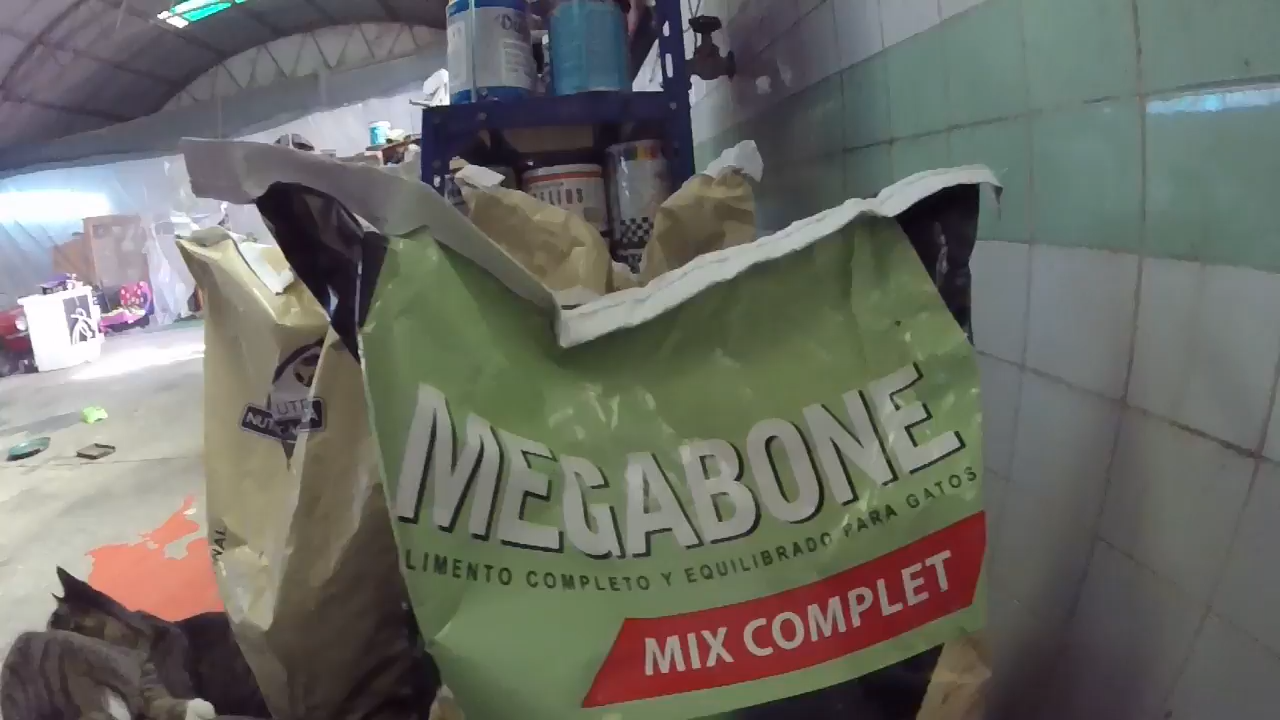 MEGABONE
LIMENTO COMPLETO Y EQUILIBRADO PARA GATOS
MIX COMPLET